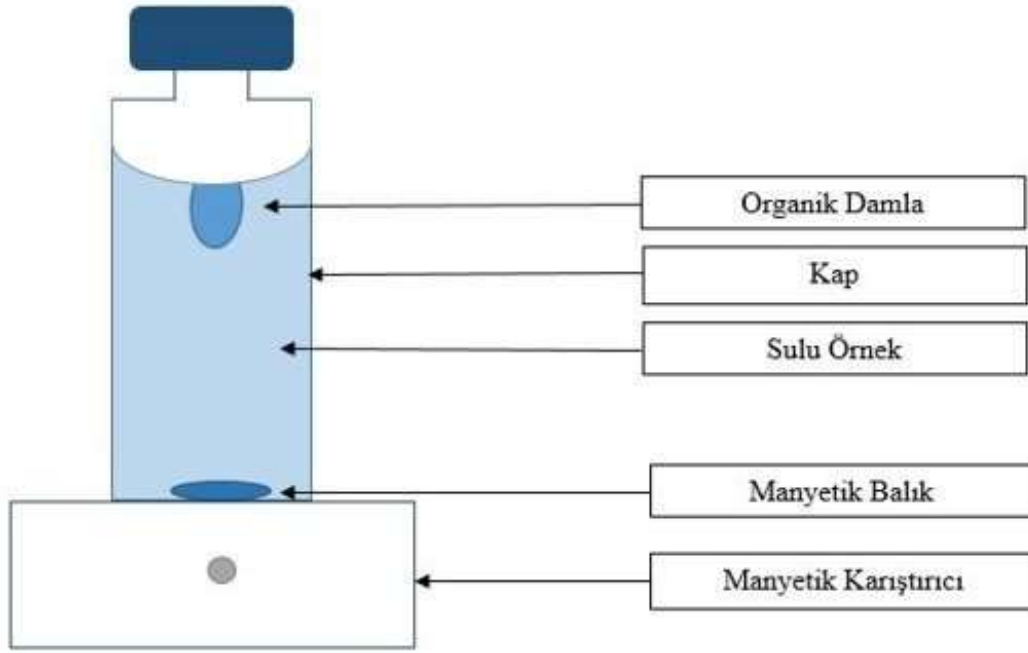 Organik Damla
Kap
Sulu Örnek
Manyetik Balık
Manyetik Karıştırıcı